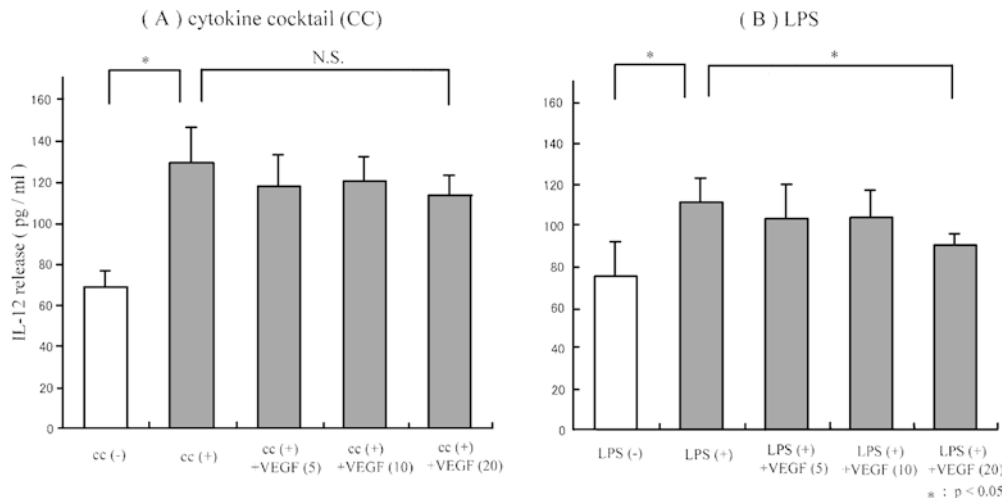 ( A ) cytokine cocktail (CC)
( B ) LPS
*
N.S.
*
*
IL-12 release ( pg / ml )
160
140
120
100
80
60
40
20
0
160
140
120
100
80
60
40
20
0
cc (-)
cc (+)
cc (+)
+VEGF (5)
cc (+)
+VEGF (10)
cc (+)
+VEGF (20)
LPS (-)
LPS (+)
LPS (+)
+VEGF (5)
LPS (+)
+VEGF (10)
LPS (+)
+VEGF (20)
* : p < 0.05